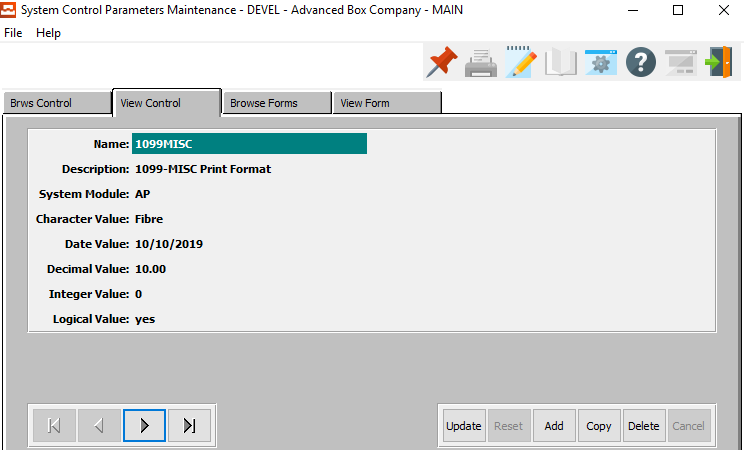 System Control Parameters Maintenance - DEVEL - Advanced Box Company - MAIN
File Help
?
Brws Control View Control Browse Forms View Form
Name: 1099MISC
Description: 1099-MISC Print Format
System Module: AP
Character Value: Fibre
Date Value: 10/10/2019
Decimal Value: 10.00
Integer Value: 0
Logical Value: yes
Update Reset Add Copy Delete Cancel